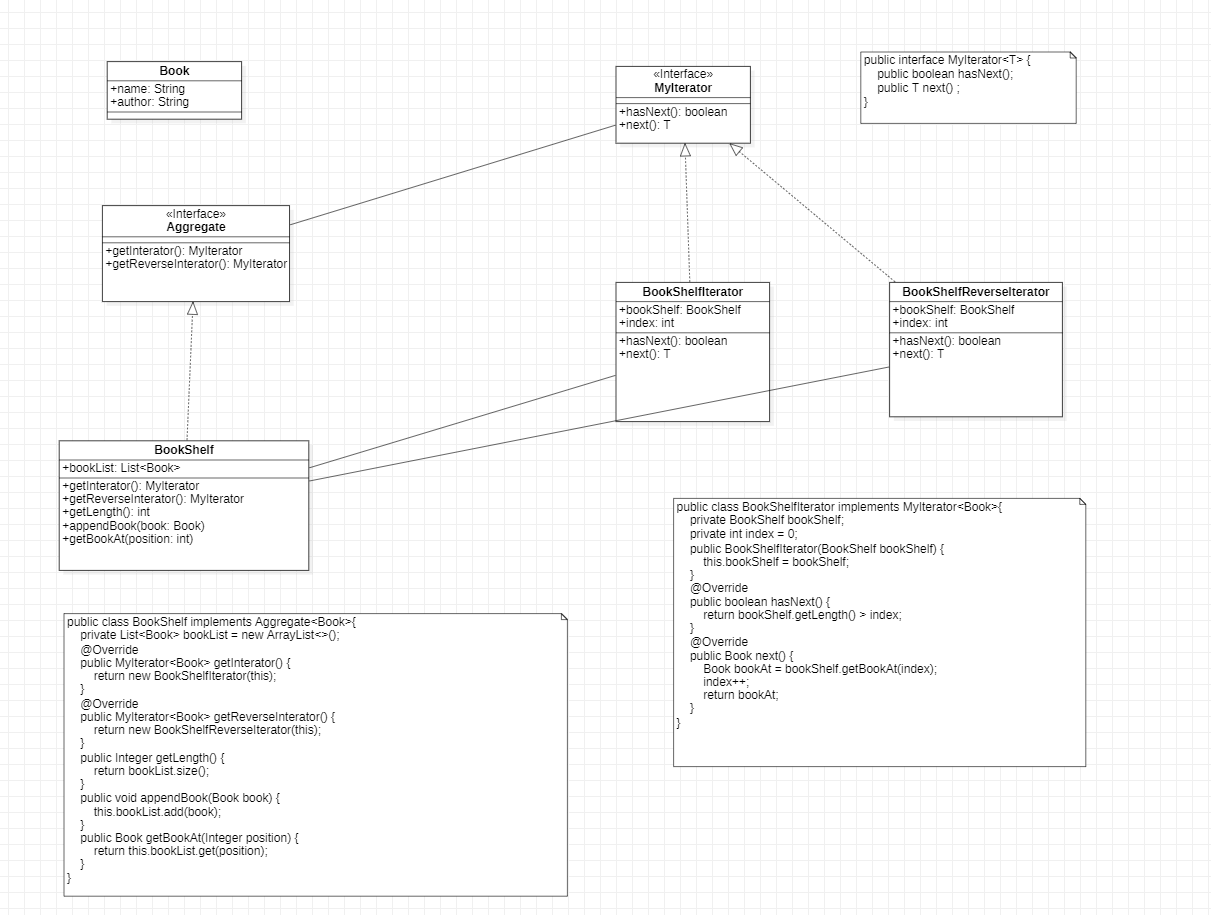 Book
+name: String
+author: String
«Interface»
MyIterator
+hasNext(): boolean
+next(): T
public interface MyIterator<T> {
public boolean hasNext();
public T next() ;
}
«Interface»
Aggregate
+getInterator(): MyIterator
+getReverseInterator(): MyIterator
BookShelfIterator
+bookShelf: BookShelf
+index: int
+hasNext(): boolean
+next(): T
BookShelfReverseIterator
+bookShelf: BookShelf
+index: int
+hasNext(): boolean
+next(): T
BookShelf
+bookList: List<Book>
+getInterator(): MyIterator
+getReverseInterator(): MyIterator
+getLength(): int
+appendBook(book: Book)
+getBookAt(position: int)
public class BookShelfIterator implements MyIterator<Book>{
private BookShelf bookShelf;
private int index = 0;
public BookShelfIterator(BookShelf bookShelf) {
this.bookShelf = bookShelf;
}
@Override
public boolean hasNext() {
return bookShelf.getLength() > index;
}
@Override
public Book next() {
Book bookAt = bookShelf.getBookAt(index);
index++;
return bookAt;
}
}
public class BookShelf implements Aggregate<Book>{
private List<Book> bookList = new ArrayList<>();
@Override
public MyIterator<Book> getInterator() {
return new BookShelfIterator(this);
}
@Override
public MyIterator<Book> getReverseInterator() {
return new BookShelfReverseIterator(this);
}
public Integer getLength() {
return bookList.size();
}
public void appendBook(Book book) {
this.bookList.add(book);
}
public Book getBookAt(Integer position) {
return this.bookList.get(position);
}
}